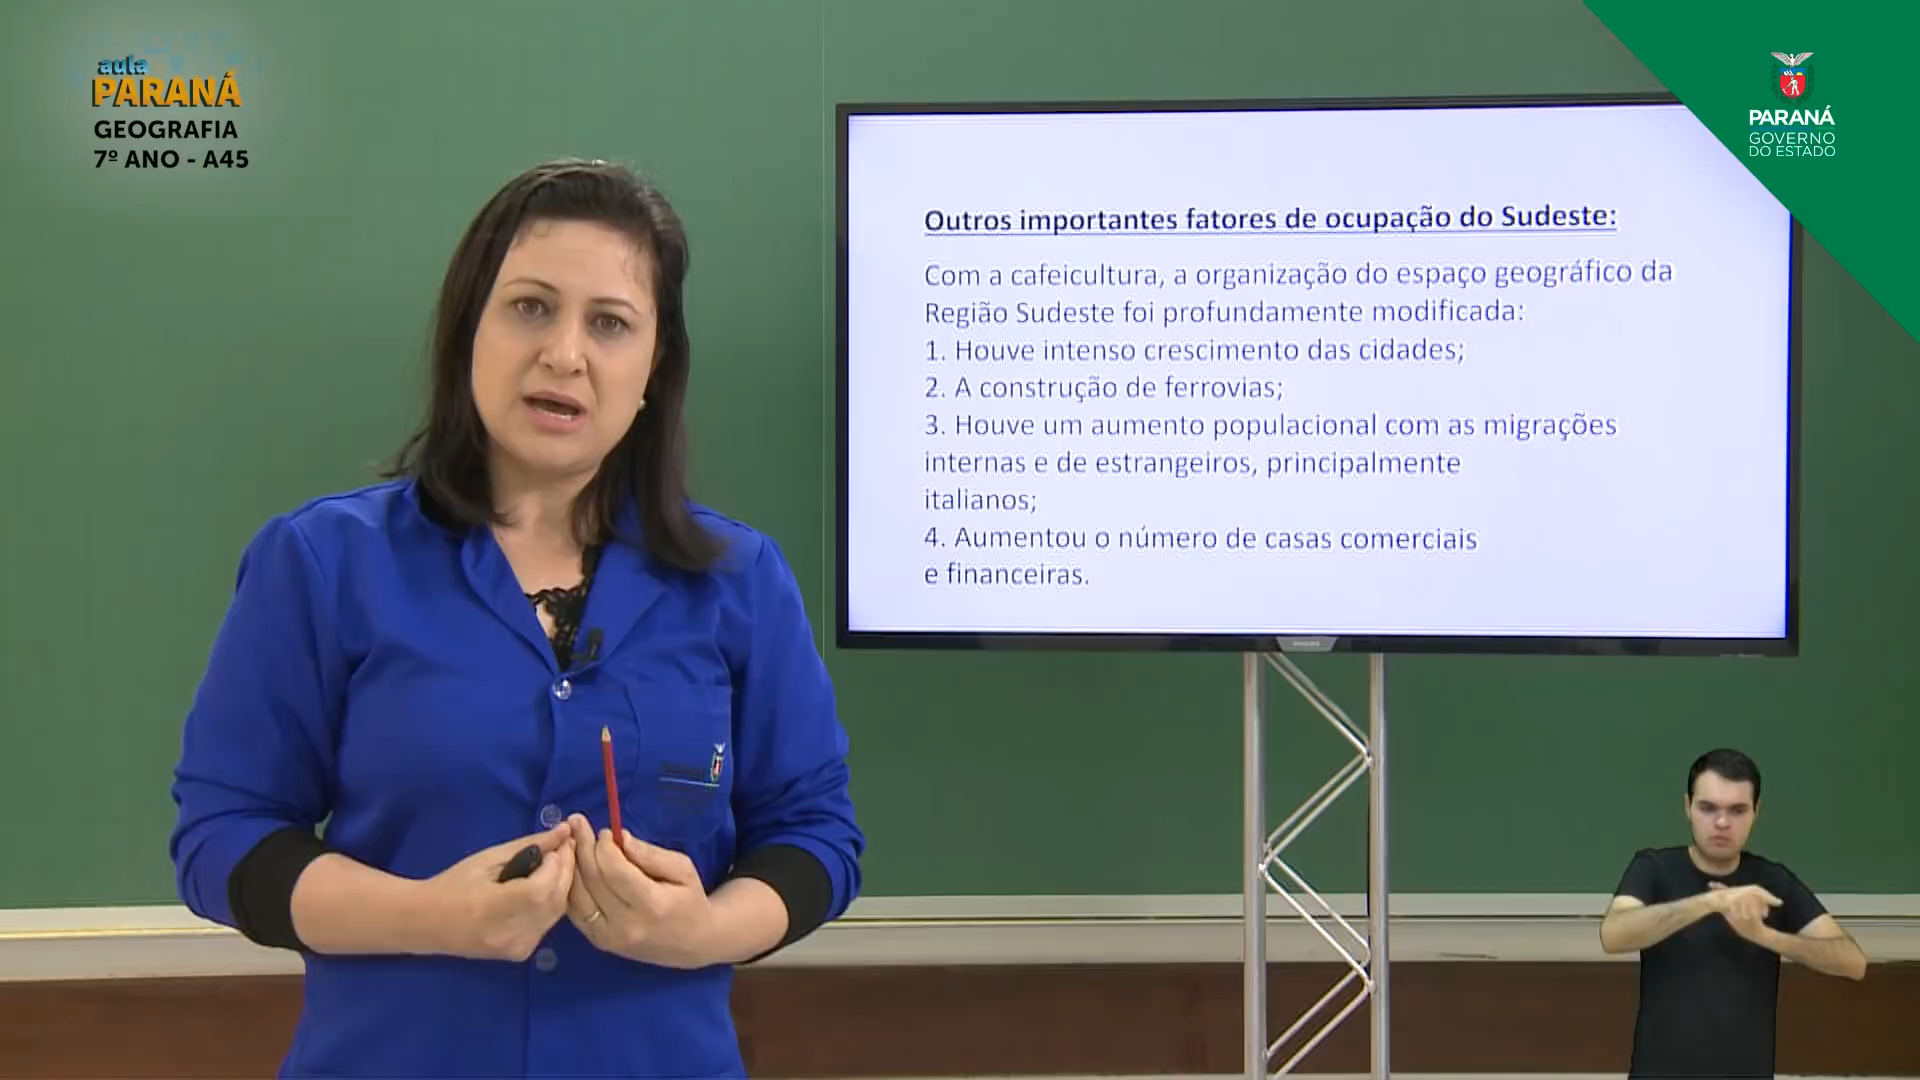 aula
PARANÁ
GEOGRAFIA
7º ANO - A45
PARANÁ
GOVERNO
DO ESTADO
Outros importantes fatores de ocupação do Sudeste:
Com a cafeicultura, a organização do espaço geográfico da
Região Sudeste foi profundamente modificada:
1. Houve intenso crescimento das cidades;
2. A construção de ferrovias;
3. Houve um aumento populacional com as migrações
internas e de estrangeiros, principalmente
italianos;
4. Aumentou o número de casas comerciais
e financeiras.